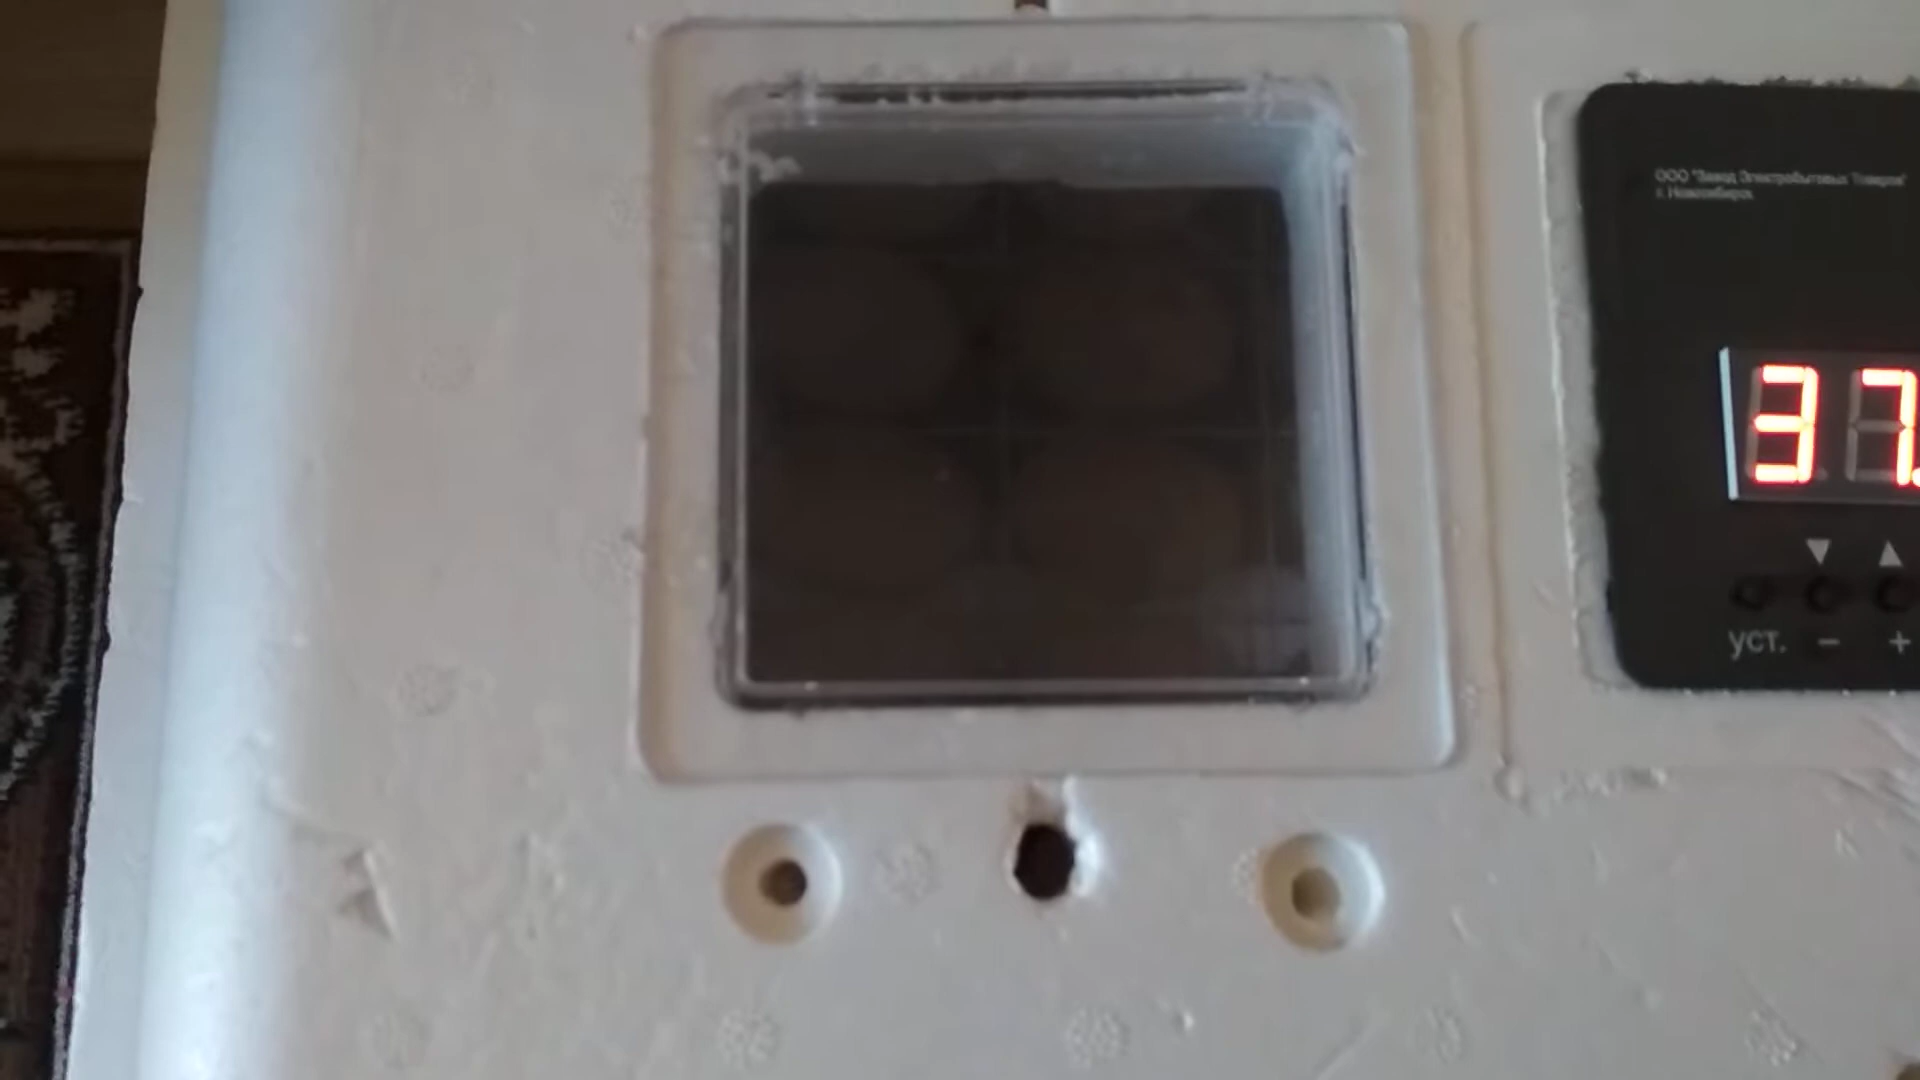 ООО "Завод Электробытовых Товаров"
г. Новосибирск
37.
▼ ▲
уст. − +